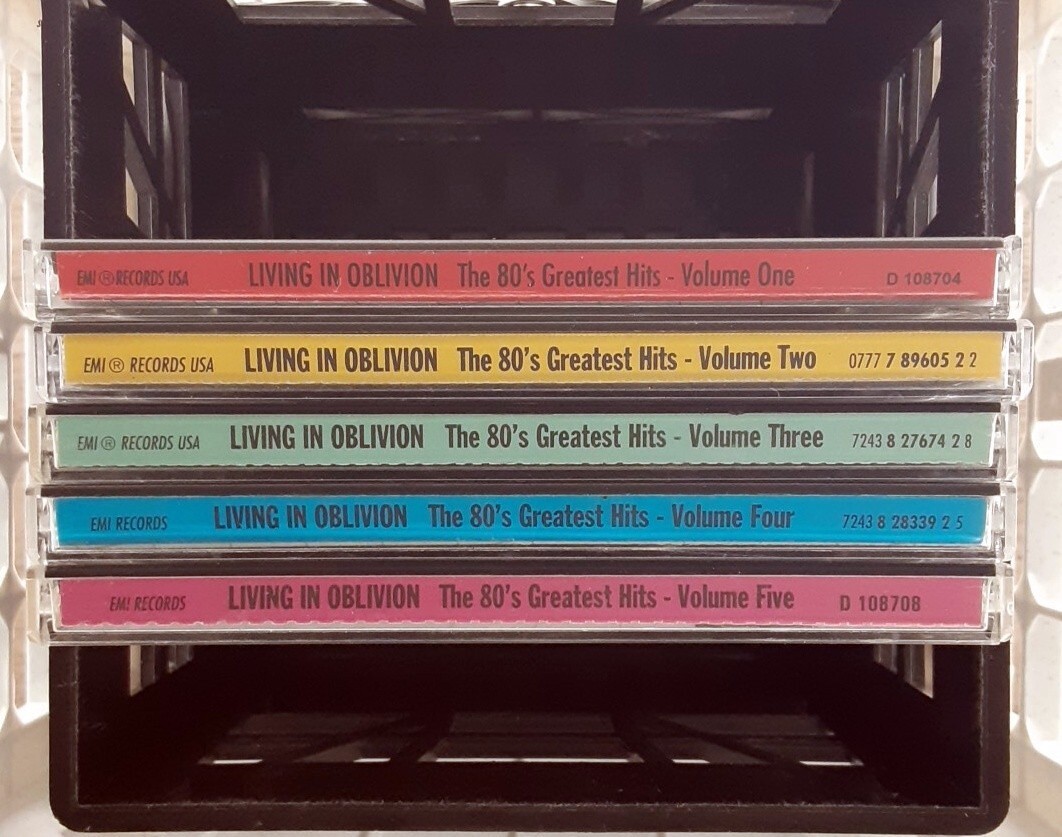 EMI ® RECORDS USA LIVING IN OBLIVION The 80's Greatest Hits - Volume One D 108704
EMI ® RECORDS USA LIVING IN OBLIVION The 80's Greatest Hits - Volume Two 0777 7 89605 2 2
EMI ® RECORDS USA LIVING IN OBLIVION The 80's Greatest Hits - Volume Three 7243 8 27674 2 8
EMI RECORDS LIVING IN OBLIVION The 80's Greatest Hits - Volume Four 7243 8 28339 2 5
EMI RECORDS LIVING IN OBLIVION The 80's Greatest Hits - Volume Five D 108708